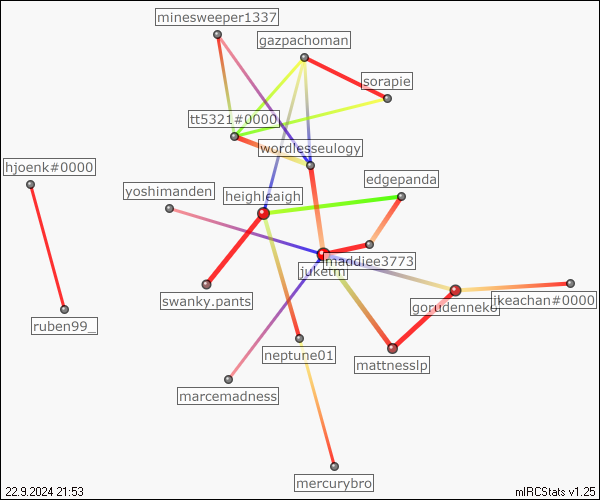 minesweeper1337
gazpachoman
sorapie
tt5321#0000
wordlesseulogy
hjoenk#0000
edgepanda
yoshimanden
heighleaigh
maddiee3773
juketm
swanky.pants
gorudenneko
jkeachan#0000
ruben99_
neptune01
mattnesslp
marcemadness
mercurybro
22.9.2024 21:53
mIRCStats v1.25